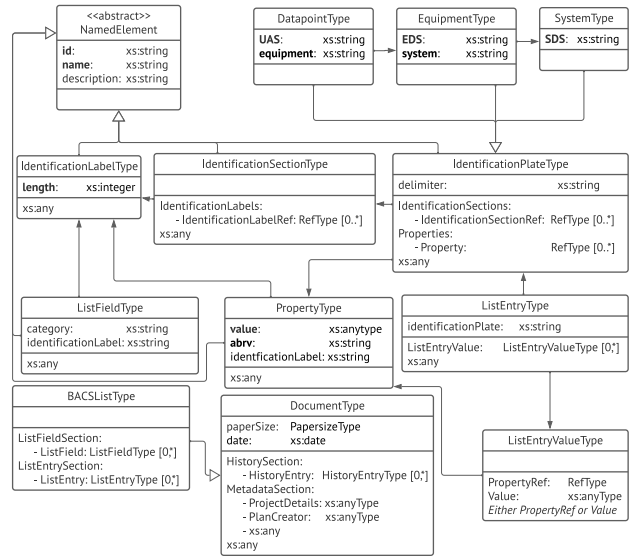 <<abstract>>
NamedElement
id: xs:string
name: xs:string
description: xs:string
DatapointType
UAS: xs:string
equipment: xs:string
EquipmentType
EDS: xs:string
system: xs:string
SystemType
SDS: xs:string
IdentificationLabelType
length: xs:integer
xs:any
IdentificationSectionType
IdentificationLabels:
- IdentificationLabelRef: RefType [0..*]
xs:any
IdentificationPlateType
delimiter: xs:string
IdentificationSections:
- IdentificationSectionRef: RefType [0..*]
Properties:
- Property: RefType [0..*]
xs:any
ListFieldType
category: xs:string
identificationLabel: xs:string
xs:any
PropertyType
value: xs:anytype
abrv: xs:string
identficationLabel: xs:string
xs:any
ListEntryType
identificationPlate: xs:string
ListEntryValue: ListEntryValueType [0,*]
xs:any
BACSListType
ListFieldSection:
- ListField: ListFieldType [0,*]
ListEntrySection:
- ListEntry: ListEntryType [0,*]
DocumentType
paperSize: PapersizeType
date: xs:date
HistorySection:
- HistoryEntry: HistoryEntryType [0,*]
MetadataSection:
- ProjectDetails: xs:anyType
- PlanCreator: xs:anyType
- xs:any
xs:any
ListEntryValueType
PropertyRef: RefType
Value: xs:anyType
Either PropertyRef or Value